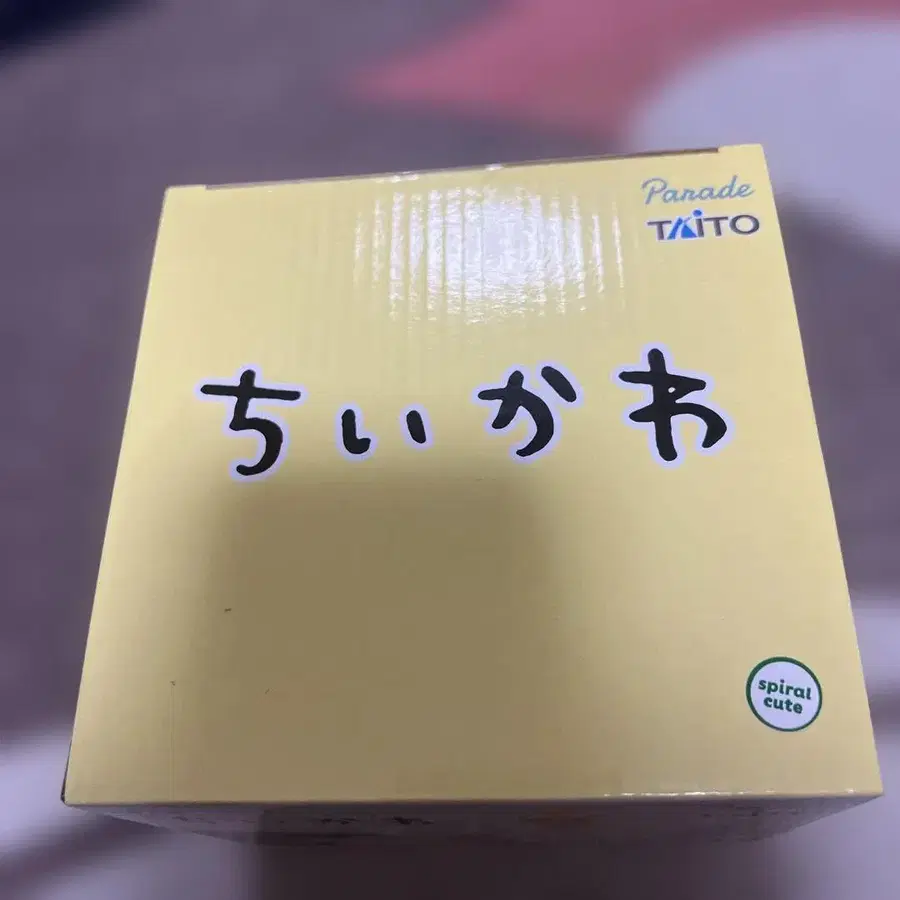 Parade
TAITO
ちいかわ
spiral
cute